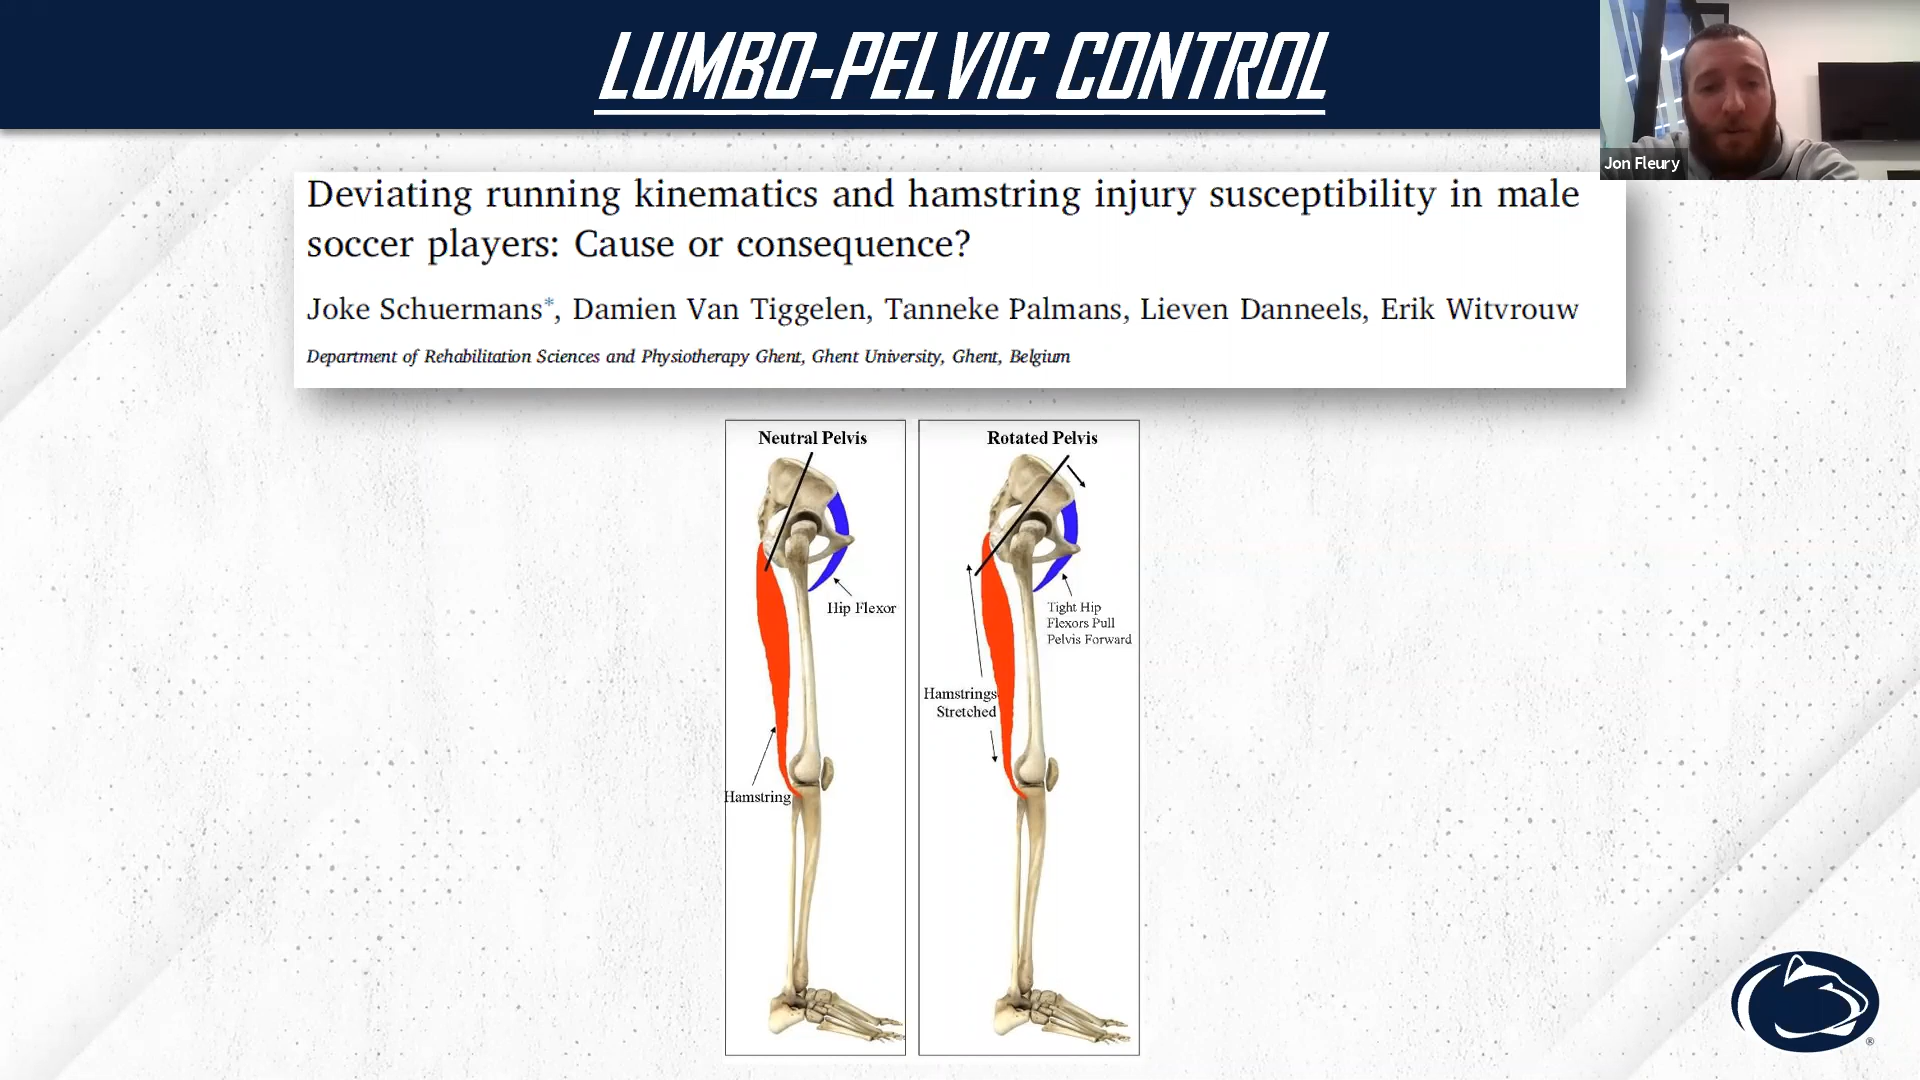 LUMBO-PELVIC CONTROL
Jon Fleury
Deviating running kinematics and hamstring injury susceptibility in male
soccer players: Cause or consequence?
Joke Schuermans*, Damien Van Tiggelen, Tanneke Palmans, Lieven Danneels, Erik Witvrouw
Department of Rehabilitation Sciences and Physiotherapy Ghent, Ghent University, Ghent, Belgium
Neutral Pelvis
Hip Flexor
Hamstring
Rotated Pelvis
Tight Hip
Flexors Pull
Pelvis Forward
Hamstrings
Stretched
®